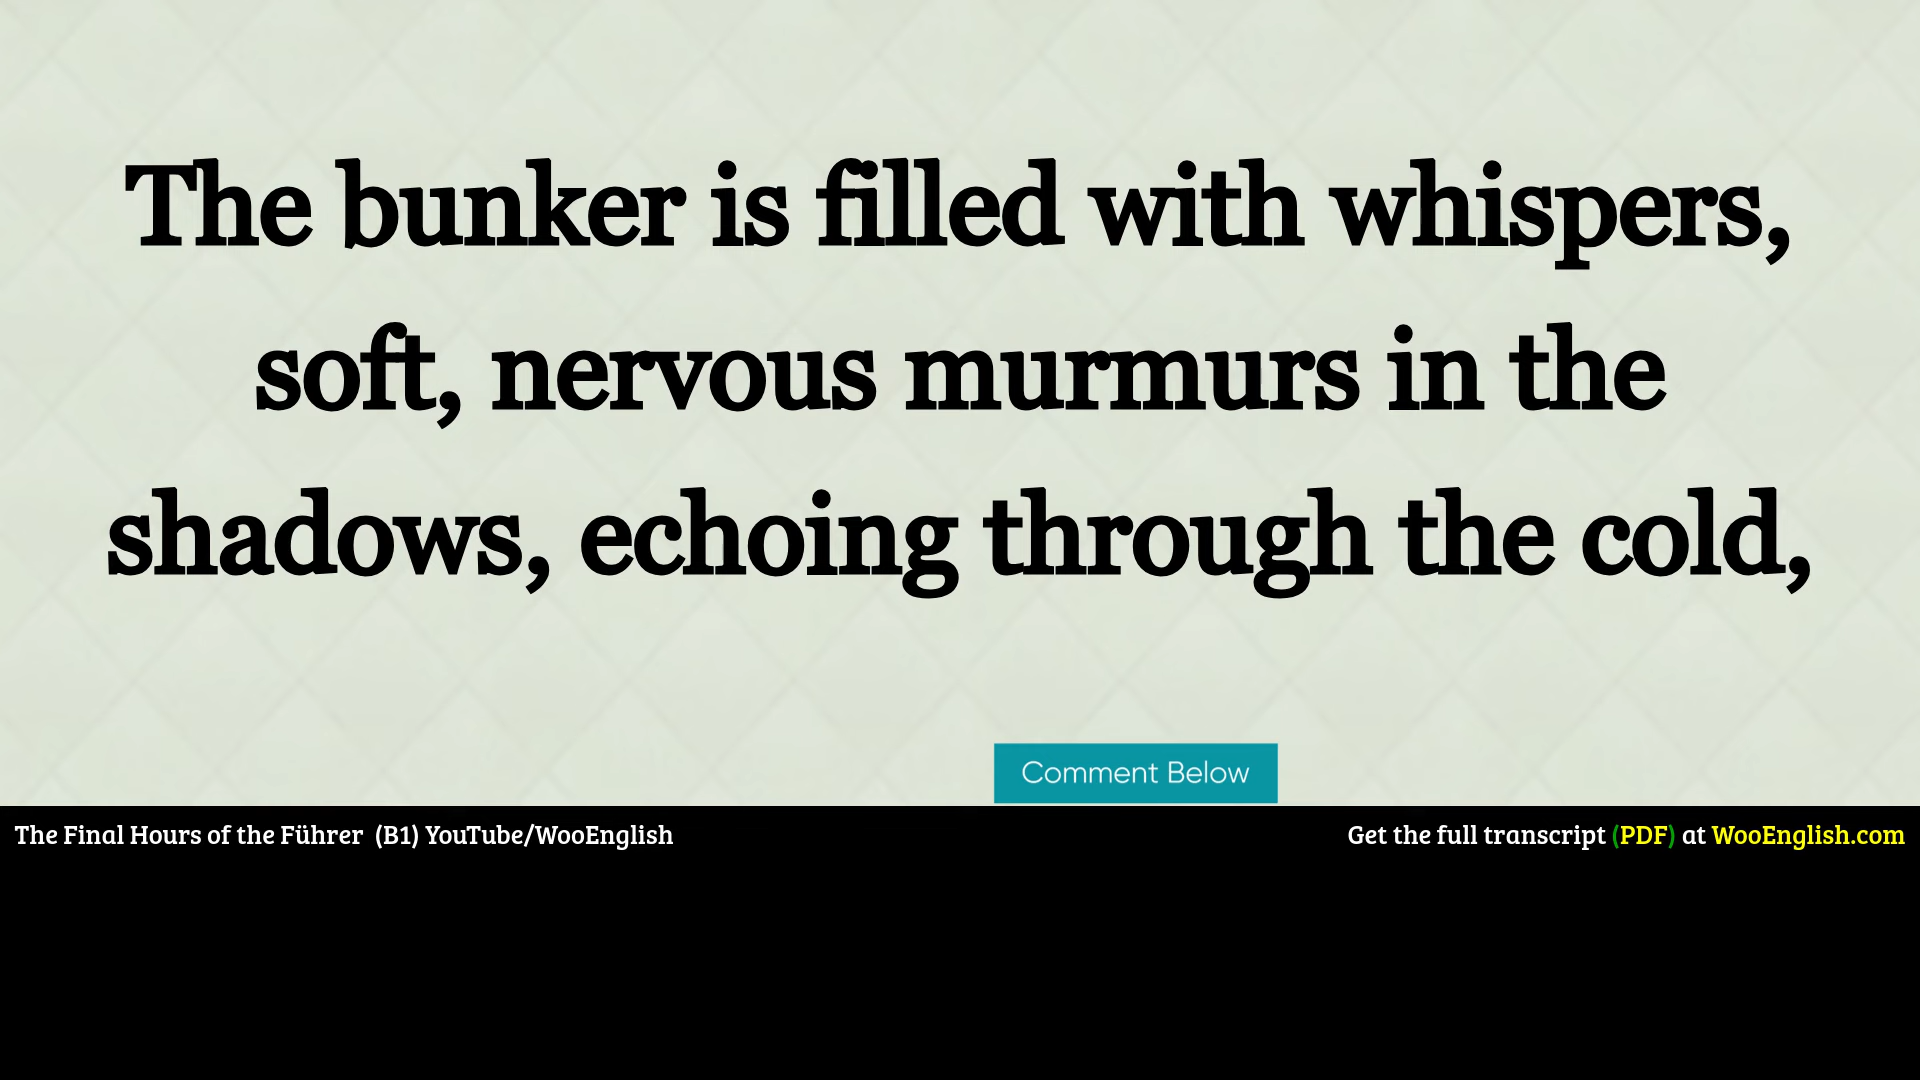 The bunker is filled with whispers,
soft, nervous murmurs in the
shadows, echoing through the cold,
Comment Below
The Final Hours of the Führer (B1) YouTube/WooEnglish
Get the full transcript (PDF) at WooEnglish.com